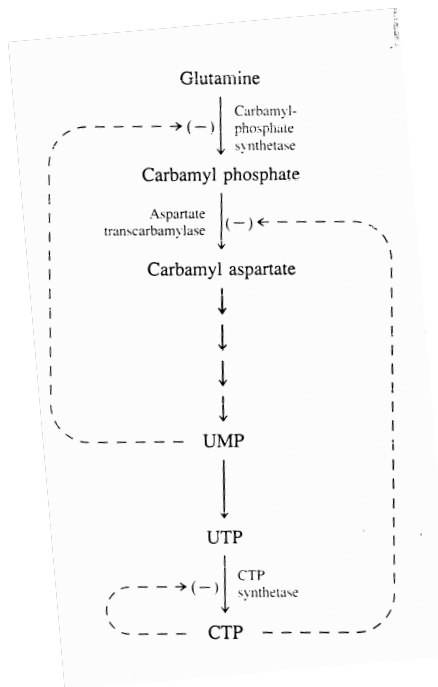 Glutamine
(−)
Carbamyl-
phosphate
synthetase
Carbamyl phosphate
Aspartate
transcarbamylase
(−)
Carbamyl aspartate
UMP
UTP
(−)
CTP
synthetase
CTP